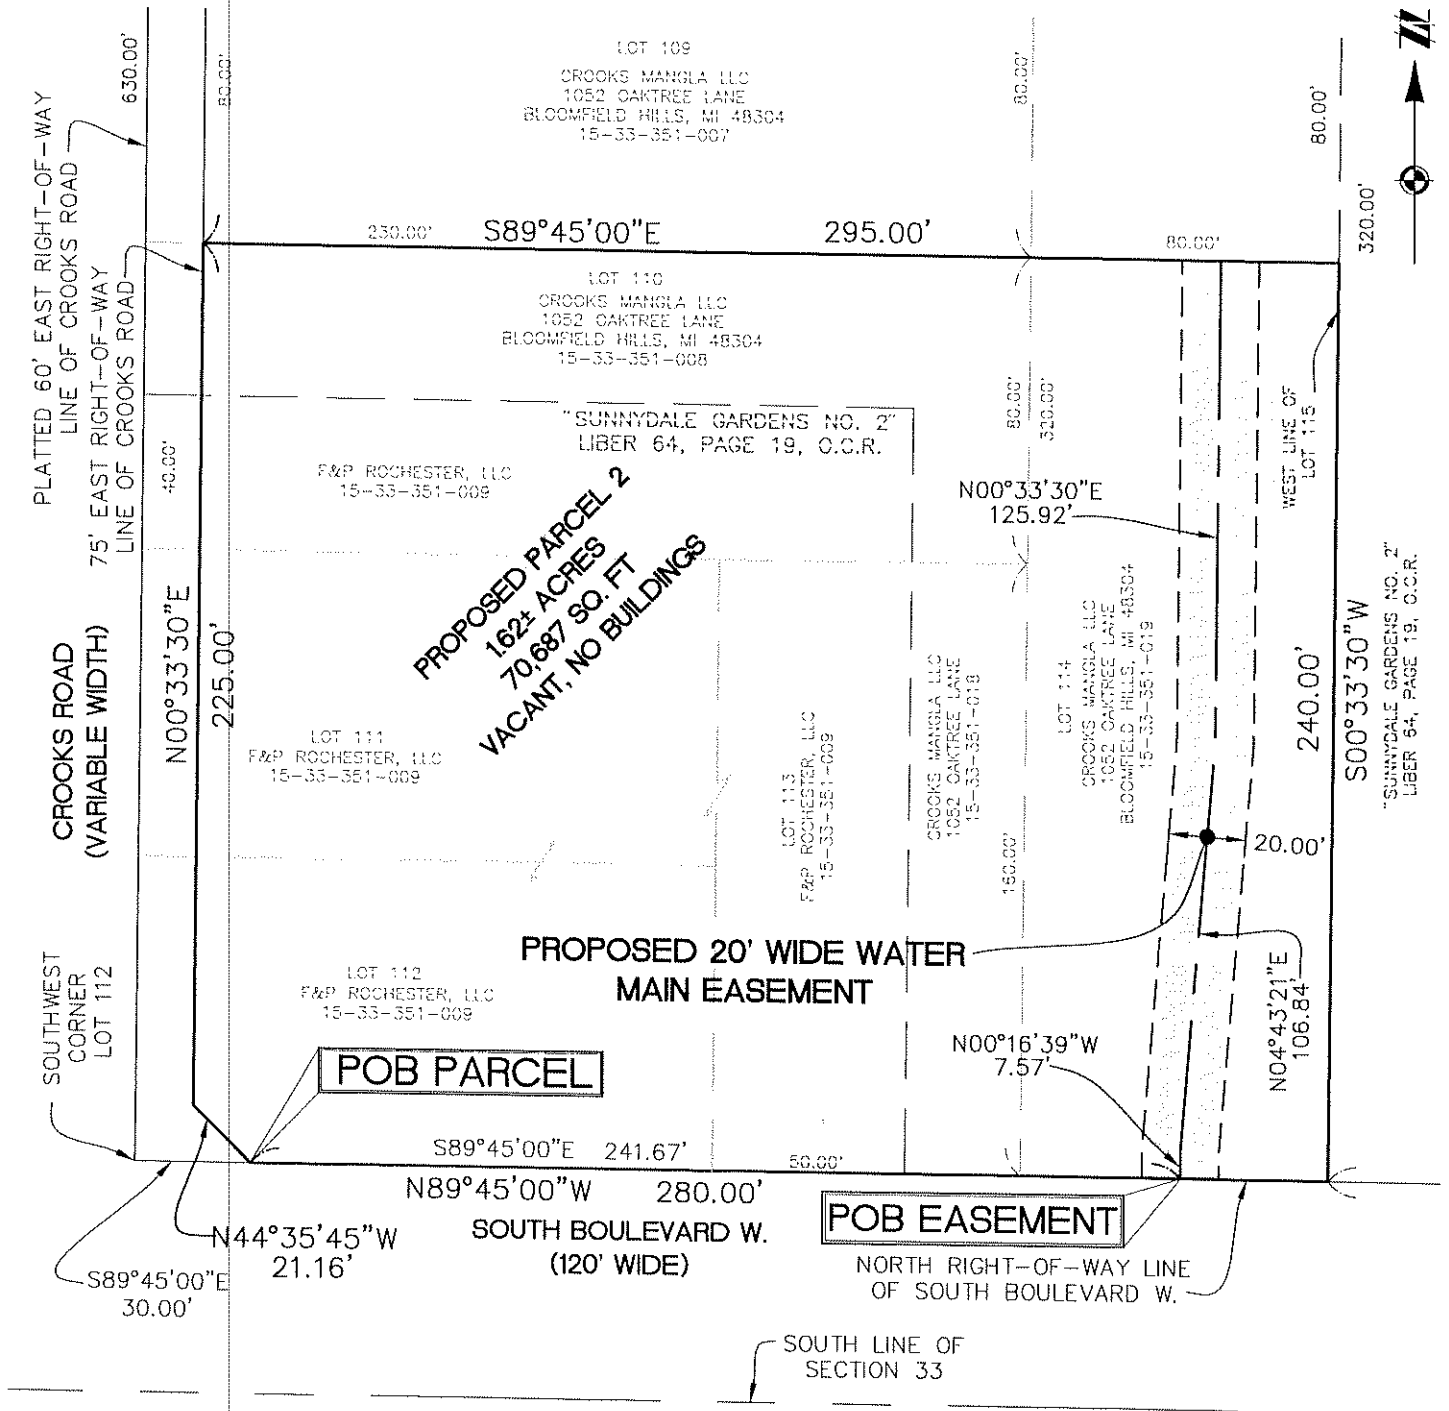 N
630.00'
80.00'
LOT 109
CROOKS MANGLA LLC
1052 OAKTREE LANE
BLOOMFIELD HILLS, MI 48304
15-33-351-007
80.00'
80.00'
320.00'
PLATTED 60' EAST RIGHT-OF-WAY
LINE OF CROOKS ROAD
75' EAST RIGHT-OF-WAY
LINE OF CROOKS ROAD
230.00'
S89°45'00"E 295.00'
80.00'
LOT 110
CROOKS MANGLA LLC
1052 OAKTREE LANE
BLOOMFIELD HILLS, MI 48304
15-33-351-008
40.00'
"SUNNYDALE GARDENS NO. 2"
LIBER 64, PAGE 19, O.C.R.
80.00'
320.00'
WEST LINE OF
LOT 115
F&P ROCHESTER, LLC
15-33-351-009
N00°33'30"E
125.92'
PROPOSED PARCEL 2
1.62± ACRES
70,687 SQ. FT
VACANT, NO BUILDINGS
CROOKS ROAD
(VARIABLE WIDTH)
N00°33'30"E
225.00'
LOT 111
F&P ROCHESTER, LLC
15-33-351-009
LOT 113
F&P ROCHESTER, LLC
15-33-351-009
CROOKS MANGLA LLC
1052 OAKTREE LANE
15-33-351-018
LOT 114
CROOKS MANGLA LLC
1052 OAKTREE LANE
BLOOMFIELD HILLS, MI 48304
15-33-351-019
240.00'
S00°33'30"W
"SUNNYDALE GARDENS NO. 2"
LIBER 64, PAGE 19, O.C.R.
20.00'
160.00'
PROPOSED 20' WIDE WATER
MAIN EASEMENT
SOUTHWEST
CORNER
LOT 112
LOT 112
F&P ROCHESTER, LLC
15-33-351-009
N04°43'21"E
106.84'
N00°16'39"W
7.57'
POB PARCEL
S89°45'00"E 241.67'
50.00'
N89°45'00"W 280.00'
POB EASEMENT
N44°35'45"W
21.16'
SOUTH BOULEVARD W.
(120' WIDE)
S89°45'00"E
30.00'
NORTH RIGHT-OF-WAY LINE
OF SOUTH BOULEVARD W.
SOUTH LINE OF
SECTION 33